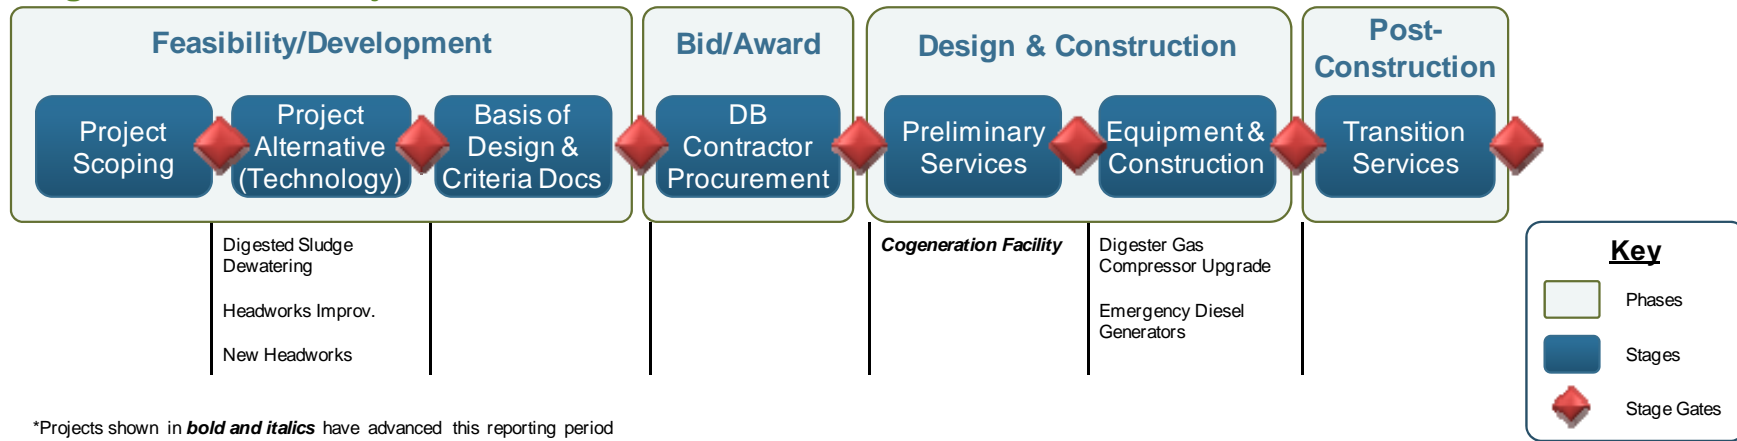 Feasibility/Development
Bid/Award
Design & Construction
Post-
Construction
Project
Scoping
Project
Alternative
(Technology)
Basis of
Design &
Criteria Docs
DB
Contractor
Procurement
Preliminary
Services
Equipment &
Construction
Transition
Services
Digested Sludge
Dewatering
Headworks Improv.
New Headworks
Cogeneration Facility
Digester Gas
Compressor Upgrade
Emergency Diesel
Generators
Key
Phases
Stages
Stage Gates
*Projects shown in bold and italics have advanced this reporting period